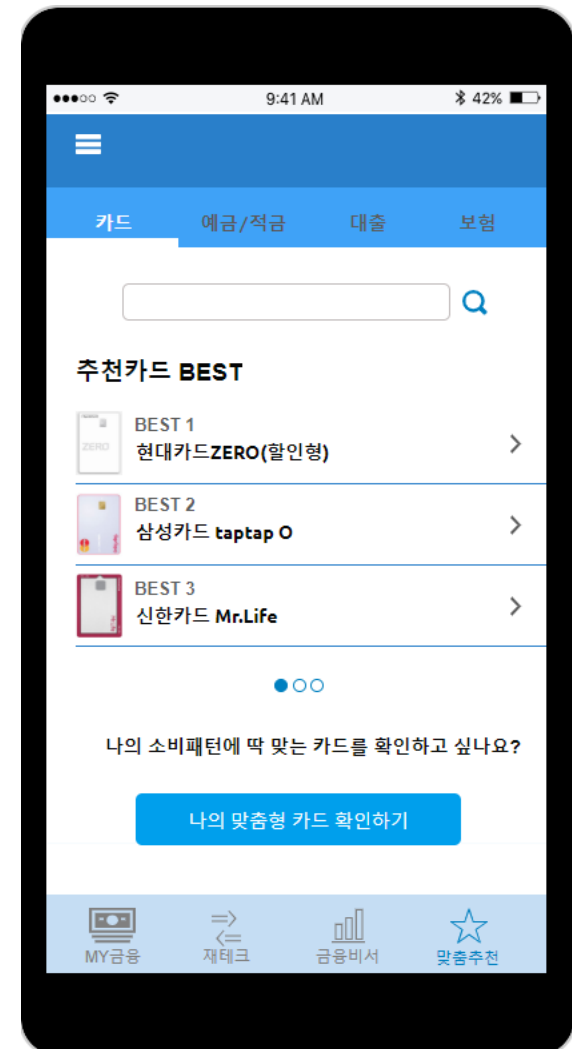 9:41 AM
42%
카드
예금/적금
대출
보험
추천카드 BEST
ZERO
BEST 1
현대카드ZERO(할인형)
BEST 2
삼성카드 taptap O
BEST 3
신한카드 Mr.Life
나의 소비패턴에 딱 맞는 카드를 확인하고 싶나요?
나의 맞춤형 카드 확인하기
MY금융
재테크
금융비서
맞춤추천